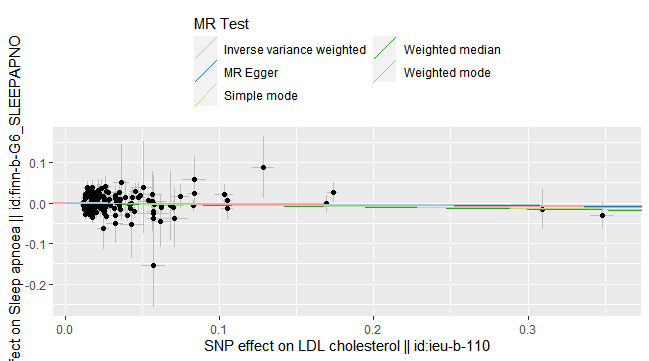 MR Test
Inverse variance weighted
Weighted median
MR Egger
Weighted mode
Simple mode
on Sleep apnoea || id:finn-b-G6_SLEEPAPNO
0.1
0.0
-0.1
-0.2
0.0
0.1
0.2
0.3
SNP effect on LDL cholesterol || id:ieu-b-110